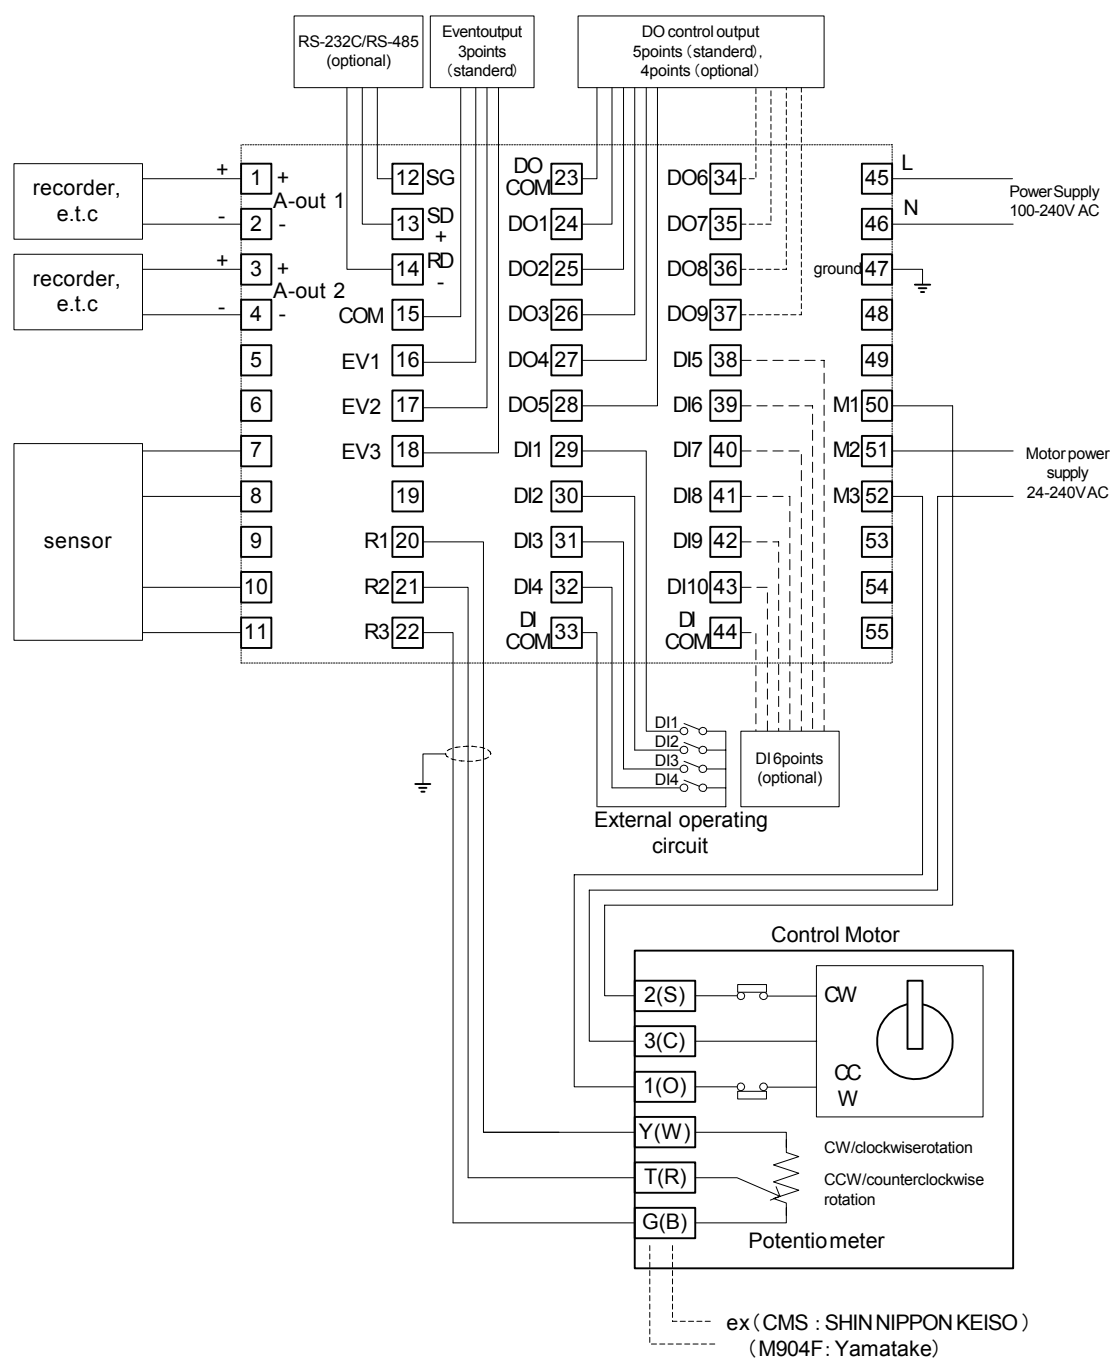 RS-232C/RS-485
(optional)
Eventoutput
3points
(standerd)
DO control output
5points (standerd),
4points (optional)
recorder,
e.t.c
+
-
1
+
A-out 1
2
-
recorder,
e.t.c
+
-
3
+
A-out 2
4
-
5
6
sensor
7
8
9
10
11
12 SG
13 SD
+
14 RD
-
COM 15
EV1 16
EV2 17
EV3 18
19
R1 20
R2 21
R3 22
DO
COM 23
DO1 24
DO2 25
DO3 26
DO4 27
DO5 28
DI1 29
DI2 30
DI3 31
DI4 32
DI
COM 33
DO6 34
DO7 35
DO8 36
DO9 37
DI5 38
DI6 39
DI7 40
DI8 41
DI9 42
DI10 43
DI
COM 44
45 L
46 N
Power Supply
100-240V AC
ground 47
48
49
M1 50
M2 51
M3 52
Motor power
supply
24-240VAC
53
54
55
DI1
DI2
DI3
DI4
External operating
circuit
DI 6points
(optional)
Control Motor
2(S)
3(C)
1(O)
Y(W)
T(R)
G(B)
CW
CC
W
CW/clockwiserotation
CCW/counterclockwise
rotation
Potentiometer
ex(CMS : SHIN NIPPON KEISO)
(M904F: Yamatake)